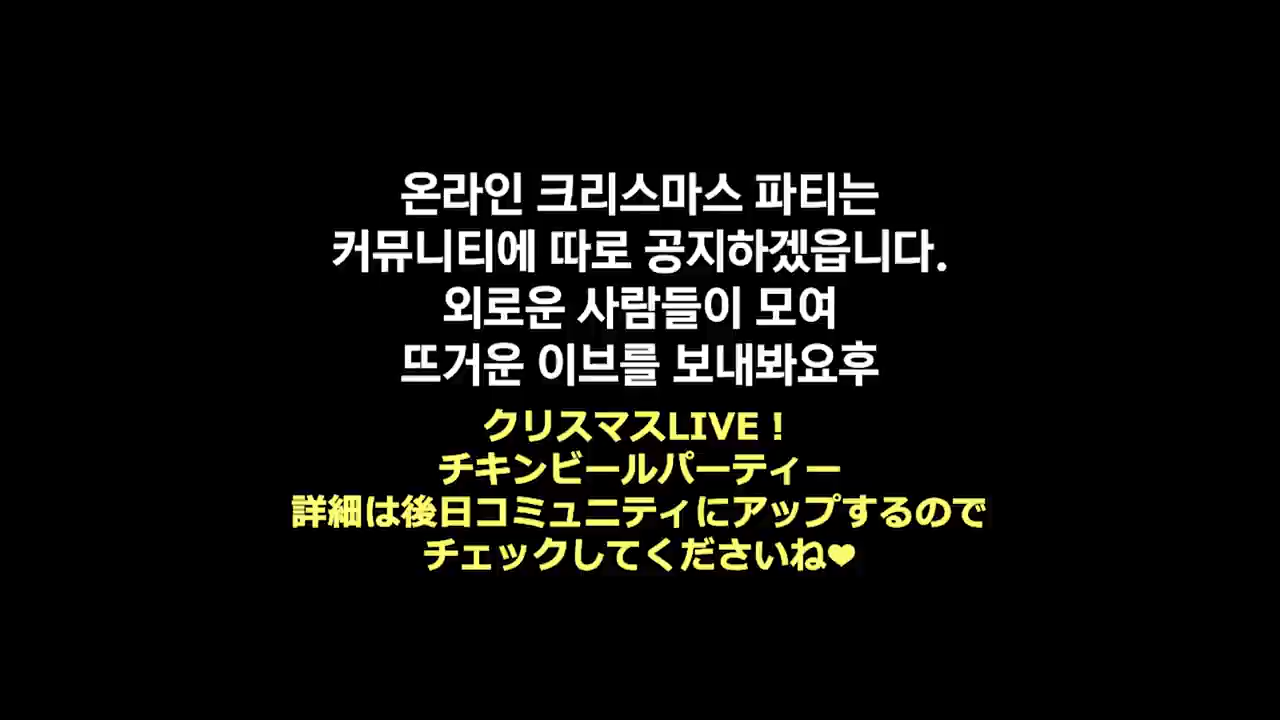 온라인 크리스마스 파티는
커뮤니티에 따로 공지하겠읍니다.
외로운 사람들이 모여
뜨거운 이브를 보내봐요후
クリスマスLIVE！
チキンビールパーティー
詳細は後日コミュニティにアップするので
チェックしてくださいね❤